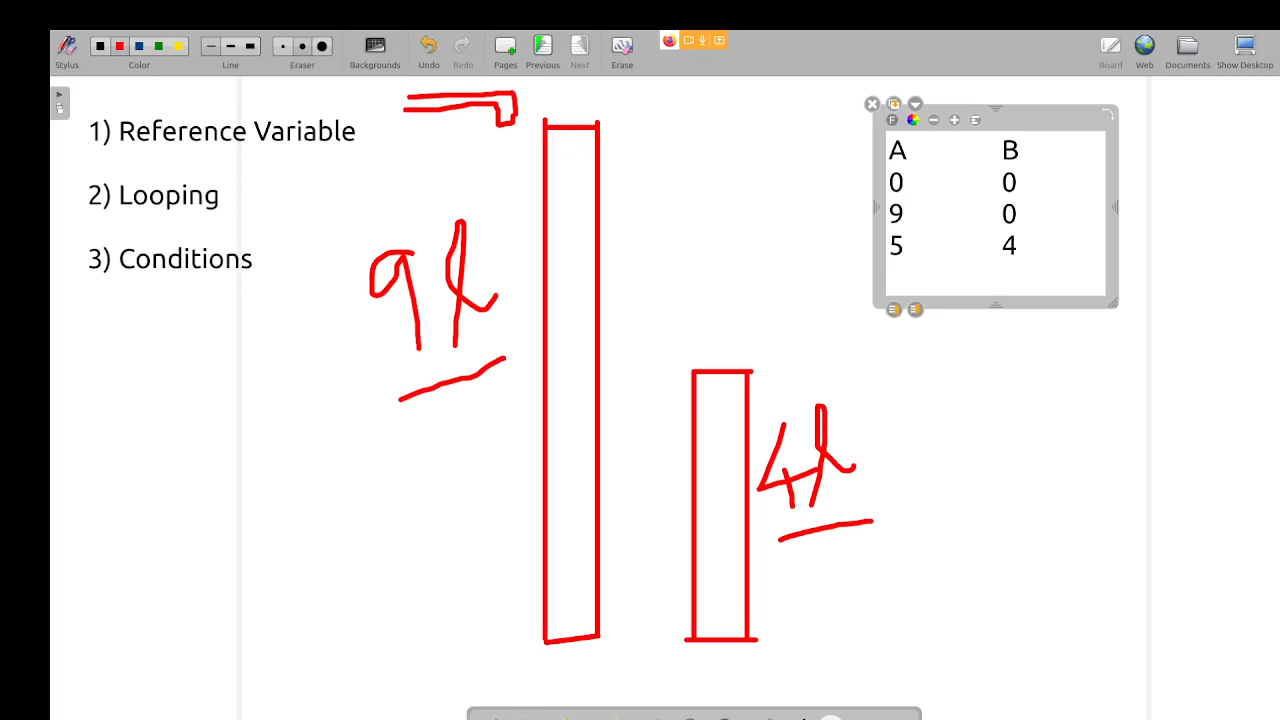 Stylus Color Line Eraser Backgrounds Undo Redo Pages Previous Next Erase Board Web Documents Show Desktop
1) Reference Variable
2) Looping
3) Conditions
9l
4l
F
A B
0 0
9 0
5 4